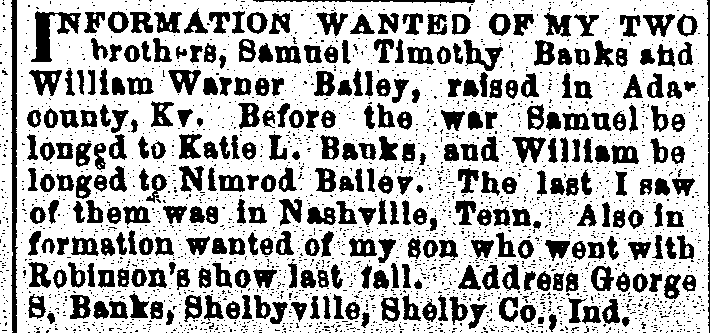 INFORMATION WANTED OF MY TWO
brothers, Samuel Timothy Banks and
William Warner Bailey, raised in Adar
county, Ky. Before the war Samuel be
longed to Katie L. Banks, and William be
longed to Nimrod Bailey. The last I saw
of them was in Nashville, Tenn. Also in
formation wanted of my son who went with
Robinson's show last fall. Address George
S. Banks, Shelbyville, Shelby Co., Ind.